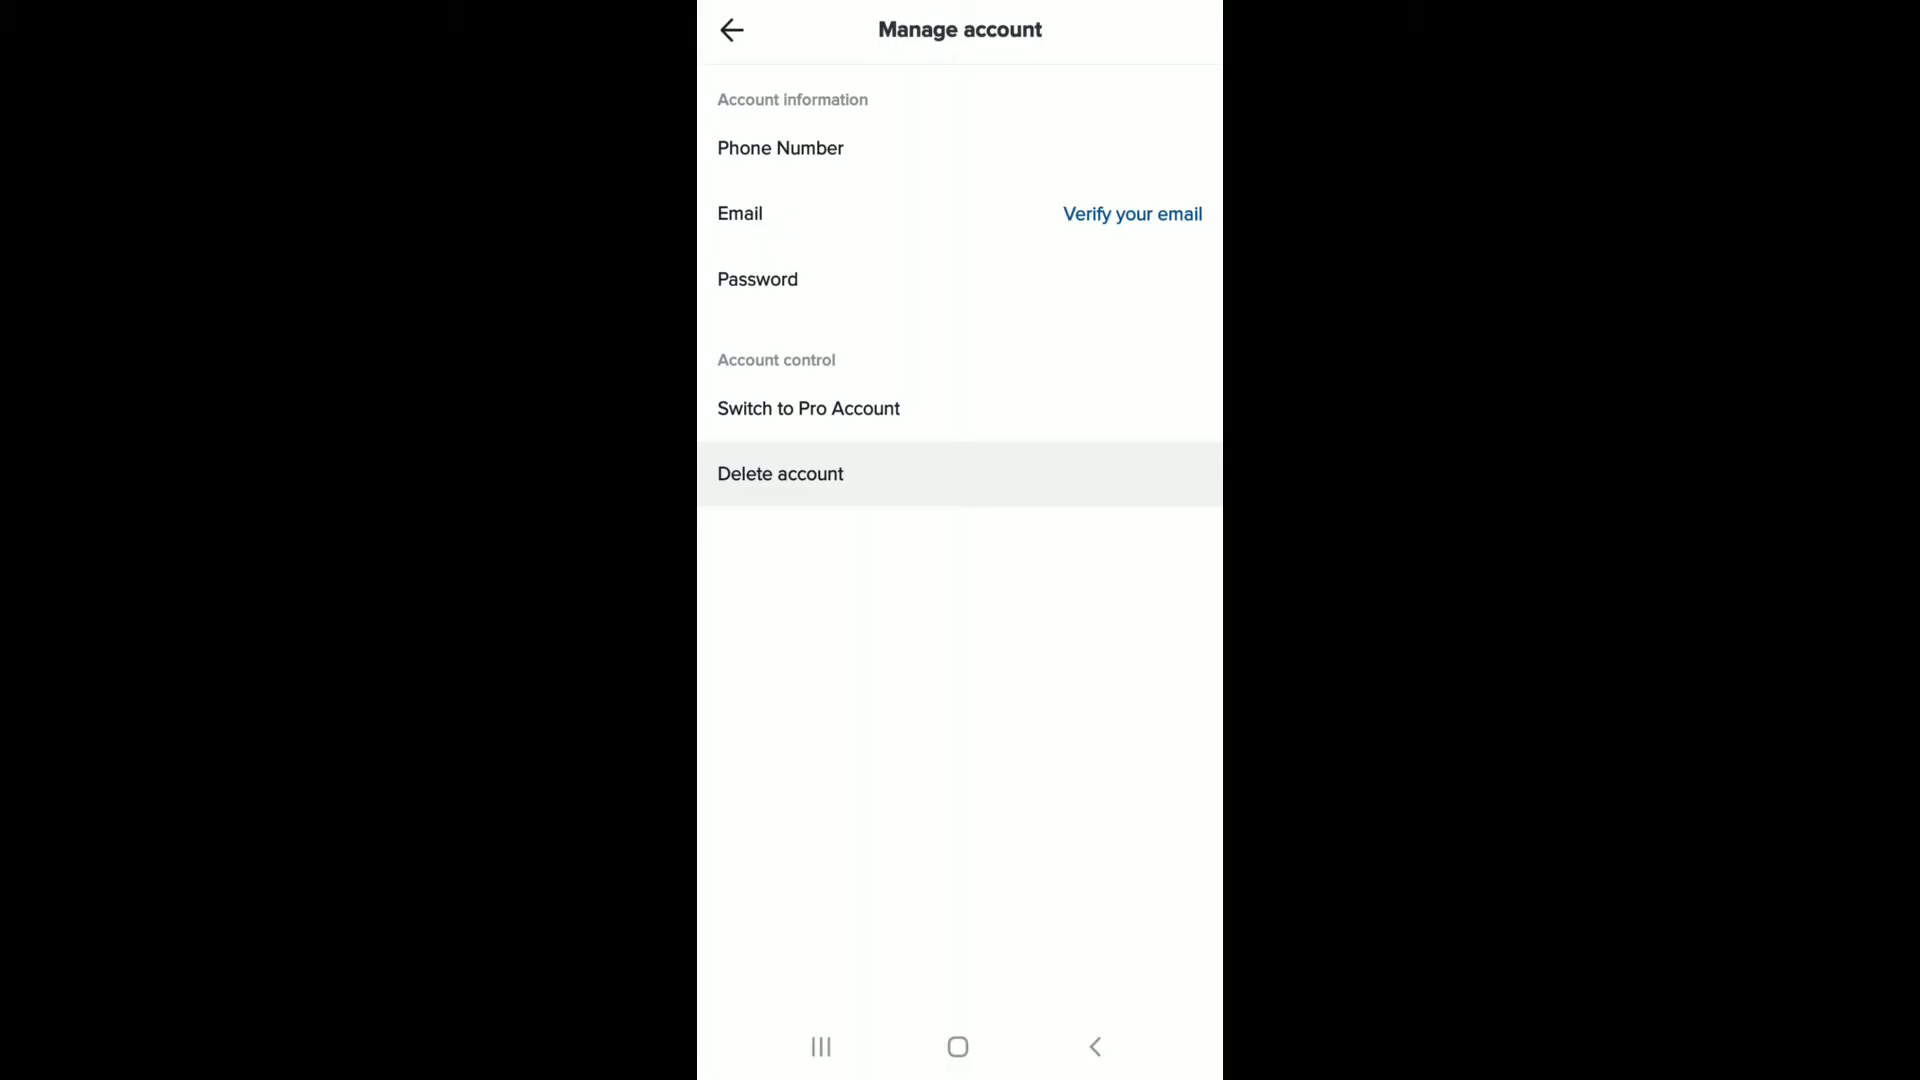 Manage account
Account information
Phone Number
Email
Verify your email
Password
Account control
Switch to Pro Account
Delete account